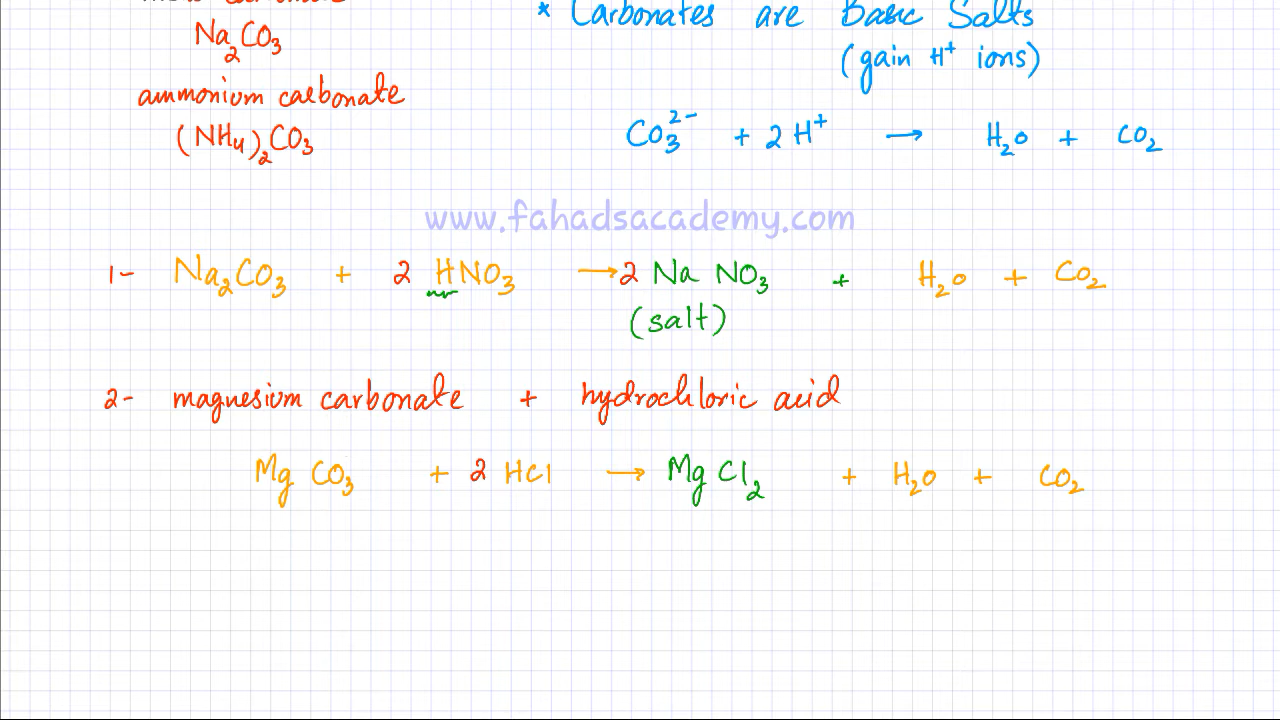 Na₂CO₃
ammonium carbonate
(NH₄)₂CO₃
* Carbonates are Basic Salts
(gain H⁺ ions)
CO₃²⁻ + 2 H⁺ → H₂O + CO₂
www.fahadsacademy.com
1- Na₂CO₃ + 2 HNO₃ → 2 Na NO₃ + H₂O + CO₂
(salt)
2- magnesium carbonate + hydrochloric acid
Mg CO₃ + 2 HCl → Mg Cl₂ + H₂O + CO₂